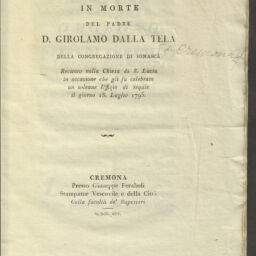 IN MORTE
DEL PADRE
D. GIROLAMO DALLA TELA
DELLA CONGREGAZIONE DI SOMASCA
Recitato nella Chiesa di S. Lucia
in occasione che gli fu celebrato
un solenne Uffizio di requie
il giorno 18. Luglio 1795.
CREMONA
Presso Giuseppe Feraboli
Stampator Vescovile e della Città
Colla facoltà de' Superiori